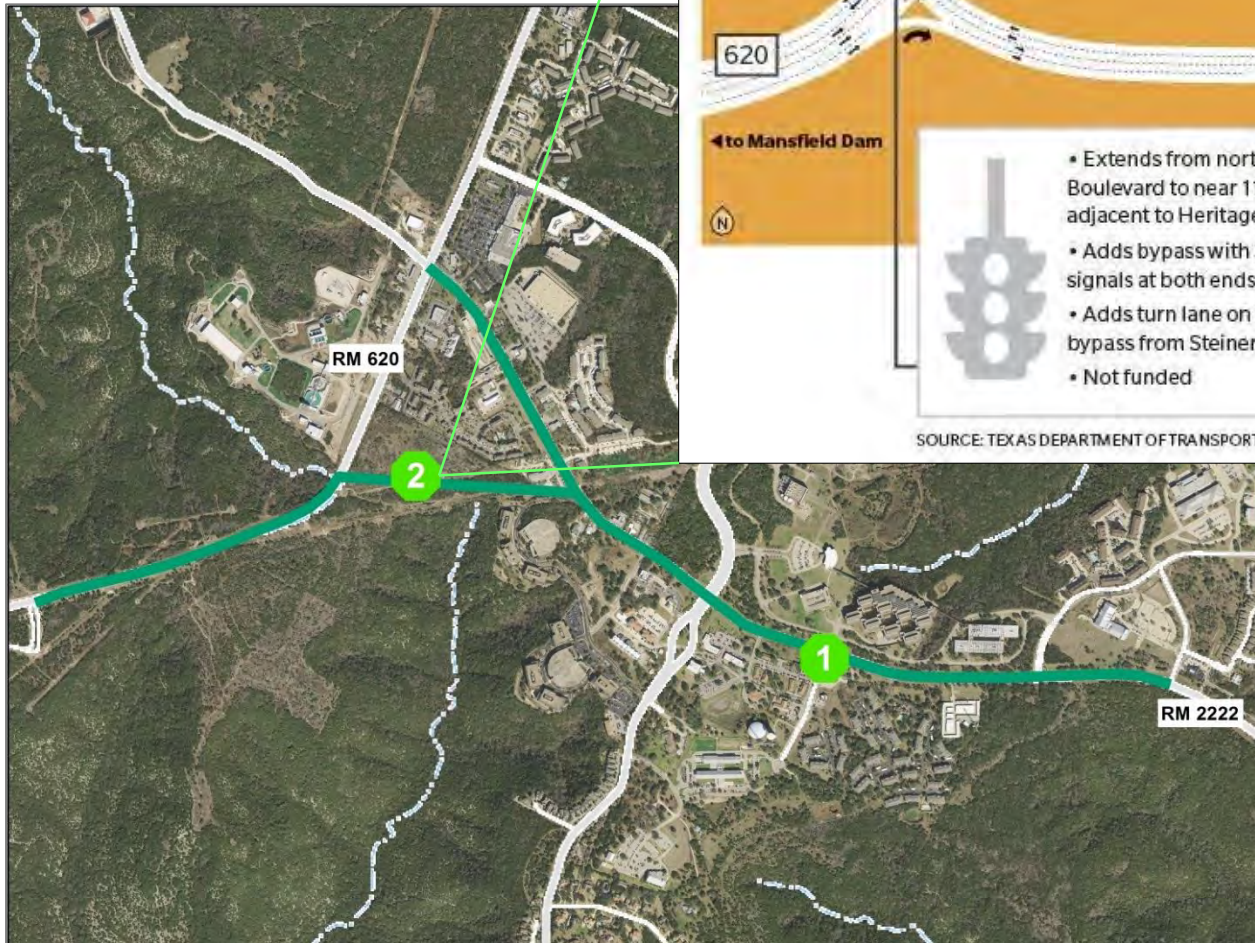 620
to Mansfield Dam
N
• Extends from nort
Boulevard to near 1
adjacent to Heritage
• Adds bypass with
signals at both ends
• Adds turn lane on
bypass from Steiner
• Not funded
SOURCE: TEXAS DEPARTMENT OF TRANSPORT
RM 620
2
1
RM 2222